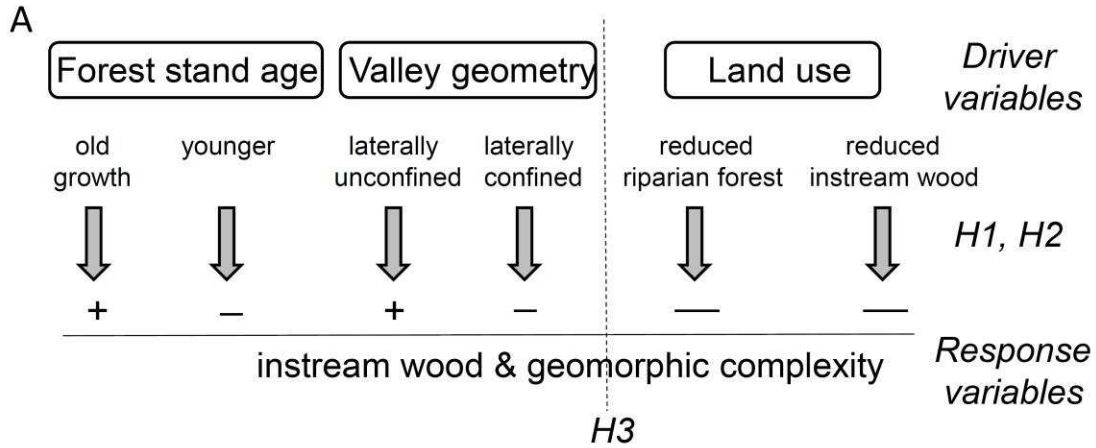 A
Forest stand age
Valley geometry
Land use
Driver
variables
old
growth
younger
laterally
unconfined
laterally
confined
reduced
riparian forest
reduced
instream wood
H1, H2
+
–
+
–
—
—
instream wood & geomorphic complexity
Response
variables
H3